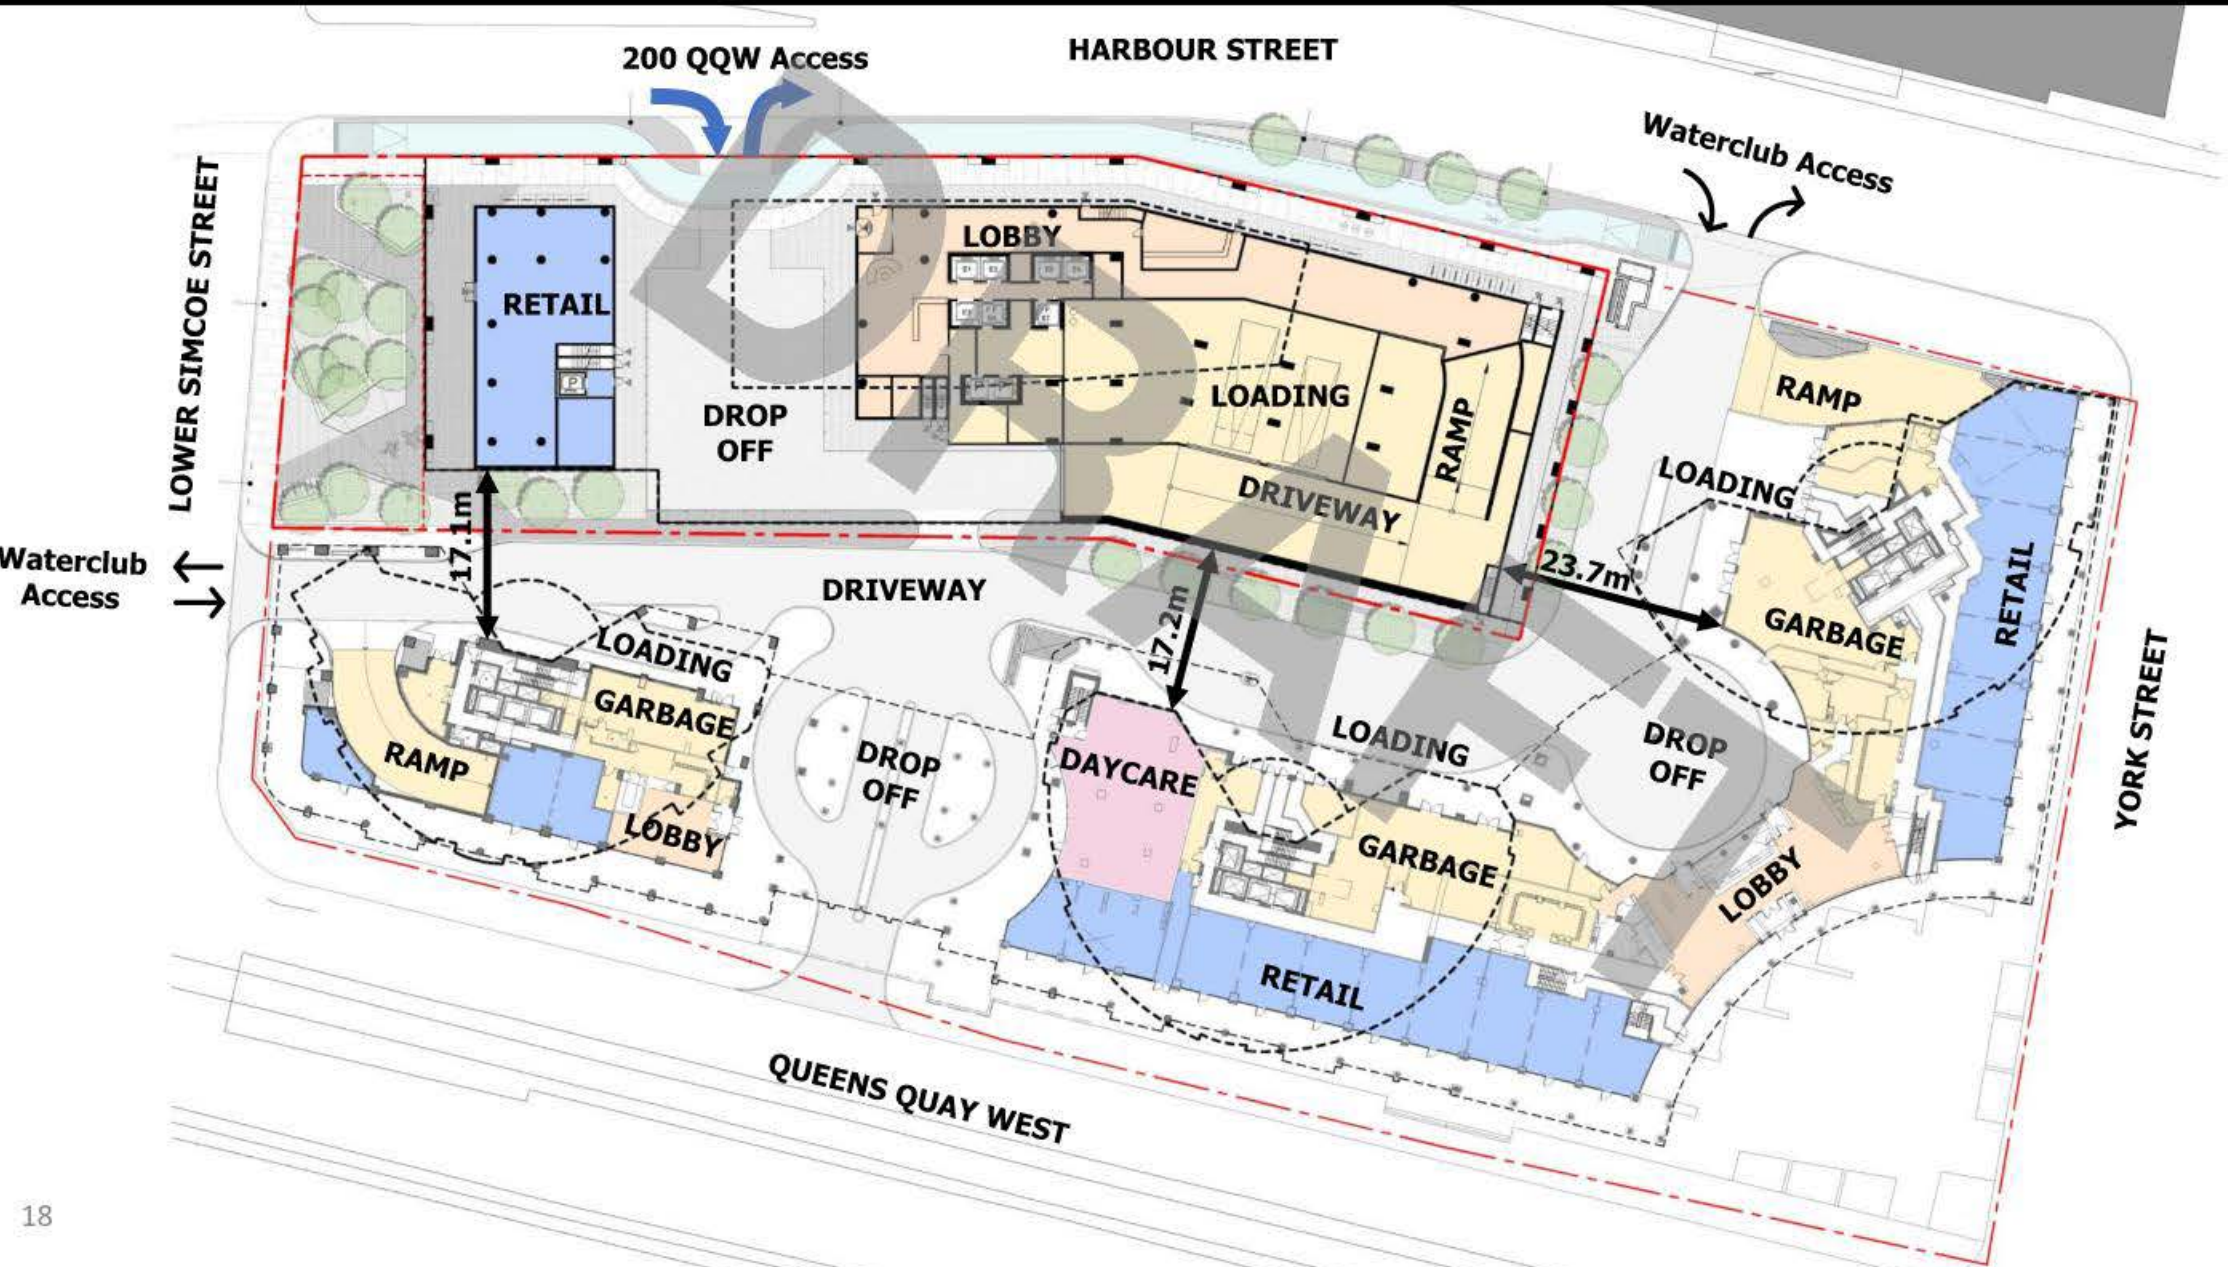 HARBOUR STREET
200 QQW Access
Waterclub Access
LOWER SIMCOE STREET
RETAIL
LOBBY
DROP
OFF
LOADING
RAMP
DRIVEWAY
RAMP
LOADING
GARBAGE
RETAIL
YORK STREET
17.1m
17.2m
23.7m
Waterclub
Access
DRIVEWAY
LOADING
GARBAGE
RAMP
LOBBY
DROP
OFF
DAYCARE
LOADING
GARBAGE
DROP
OFF
LOBBY
RETAIL
QUEENS QUAY WEST
DRAFT
P
18